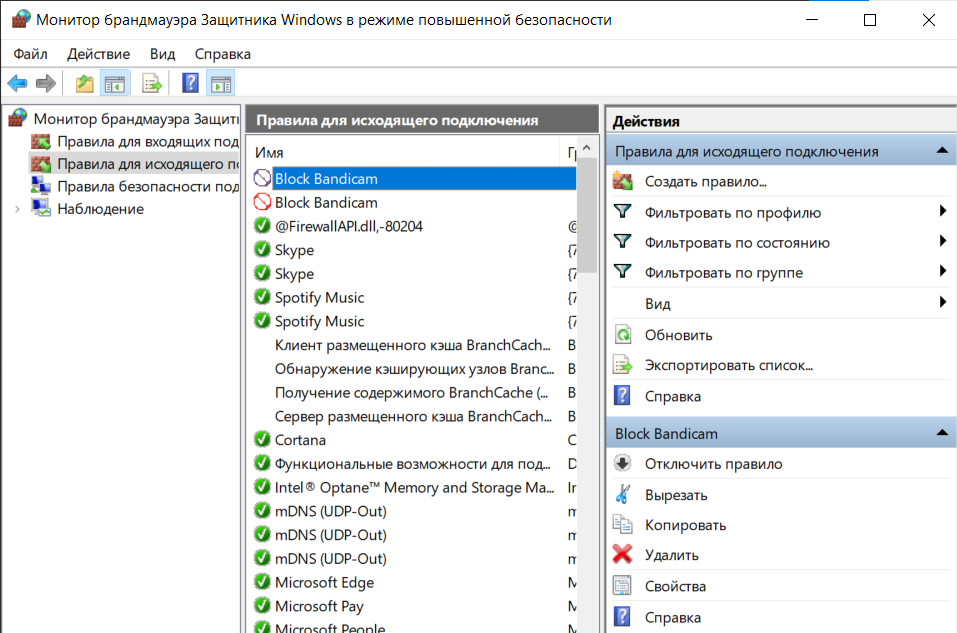 Монитор брандмауэра Защитника Windows в режиме повышенной безопасности
Файл Действие Вид Справка
Монитор брандмауэра Защити
Правила для входящих под
Правила для исходящего по
Правила безопасности под
Наблюдение
Правила для исходящего подключения
Имя Гр
Block Bandicam
Block Bandicam
@FirewallAPI.dll,-80204 @
Skype {7
Skype {7
Spotify Music {7
Spotify Music {7
Клиент размещенного кэша BranchCach... B
Обнаружение кэширующих узлов Branc... B
Получение содержимого BranchCache (... B
Сервер размещенного кэша BranchCach... B
Cortana C
Функциональные возможности для под... D
Intel® Optane™ Memory and Storage Ma... In
mDNS (UDP-Out) m
mDNS (UDP-Out) m
mDNS (UDP-Out) m
Microsoft Edge M
Microsoft Pay M
Microsoft People M
Действия
Правила для исходящего подключения
Создать правило...
Фильтровать по профилю
Фильтровать по состоянию
Фильтровать по группе
Вид
Обновить
Экспортировать список...
Справка
Block Bandicam
Отключить правило
Вырезать
Копировать
Удалить
Свойства
Справка